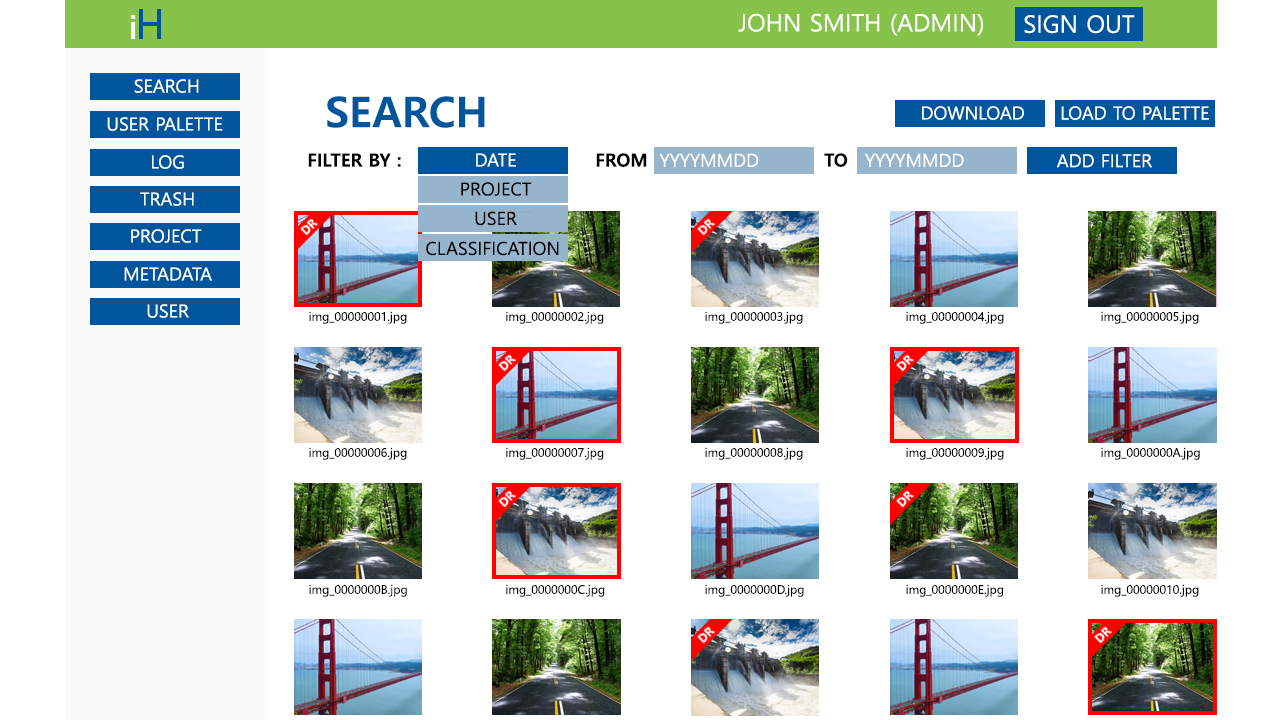 iH
JOHN SMITH (ADMIN)
SIGN OUT
SEARCH
USER PALETTE
LOG
TRASH
PROJECT
METADATA
USER
SEARCH
DOWNLOAD
LOAD TO PALETTE
FILTER BY :
DATE
PROJECT
USER
CLASSIFICATION
FROM YYYYMMDD TO YYYYMMDD
ADD FILTER
DR
DR
img_00000001.jpg
img_00000002.jpg
img_00000003.jpg
img_00000004.jpg
img_00000005.jpg
DR
DR
img_00000006.jpg
img_00000007.jpg
img_00000008.jpg
img_00000009.jpg
img_0000000A.jpg
DR
DR
img_0000000B.jpg
img_0000000C.jpg
img_0000000D.jpg
img_0000000E.jpg
img_00000010.jpg
DR
DR